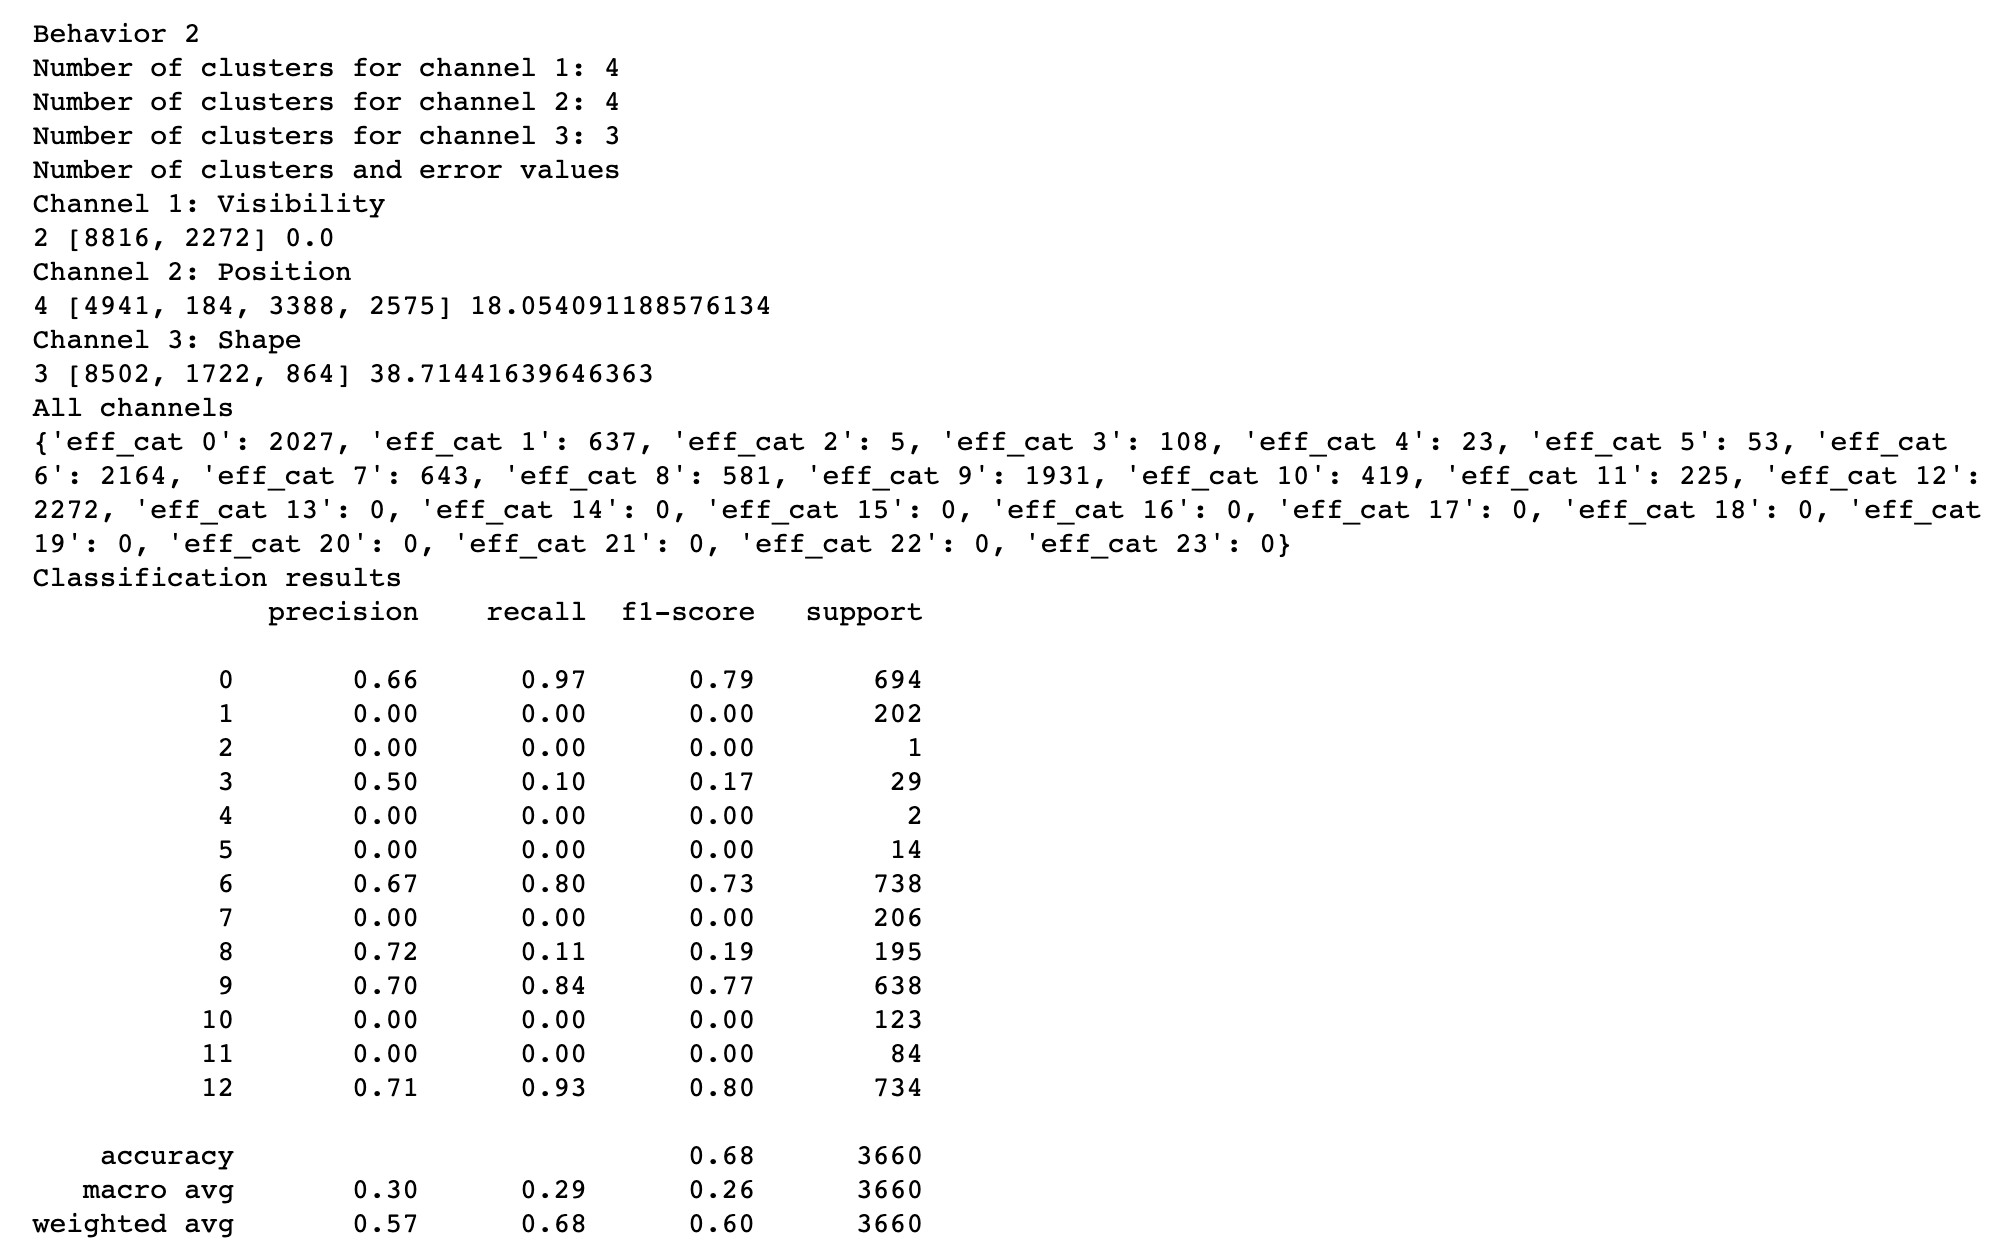 Behavior 2
Number of clusters for channel 1: 4
Number of clusters for channel 2: 4
Number of clusters for channel 3: 3
Number of clusters and error values
Channel 1: Visibility
2 [8816, 2272] 0.0
Channel 2: Position
4 [4941, 184, 3388, 2575] 18.054091188576134
Channel 3: Shape
3 [8502, 1722, 864] 38.71441639646363
All channels
{'eff_cat 0': 2027, 'eff_cat 1': 637, 'eff_cat 2': 5, 'eff_cat 3': 108, 'eff_cat 4': 23, 'eff_cat 5': 53, 'eff_cat
6': 2164, 'eff_cat 7': 643, 'eff_cat 8': 581, 'eff_cat 9': 1931, 'eff_cat 10': 419, 'eff_cat 11': 225, 'eff_cat 12':
2272, 'eff_cat 13': 0, 'eff_cat 14': 0, 'eff_cat 15': 0, 'eff_cat 16': 0, 'eff_cat 17': 0, 'eff_cat 18': 0, 'eff_cat
19': 0, 'eff_cat 20': 0, 'eff_cat 21': 0, 'eff_cat 22': 0, 'eff_cat 23': 0}
Classification results
precision recall f1-score support
0 0.66 0.97 0.79 694
1 0.00 0.00 0.00 202
2 0.00 0.00 0.00 1
3 0.50 0.10 0.17 29
4 0.00 0.00 0.00 2
5 0.00 0.00 0.00 14
6 0.67 0.80 0.73 738
7 0.00 0.00 0.00 206
8 0.72 0.11 0.19 195
9 0.70 0.84 0.77 638
10 0.00 0.00 0.00 123
11 0.00 0.00 0.00 84
12 0.71 0.93 0.80 734
accuracy 0.68 3660
macro avg 0.30 0.29 0.26 3660
weighted avg 0.57 0.68 0.60 3660